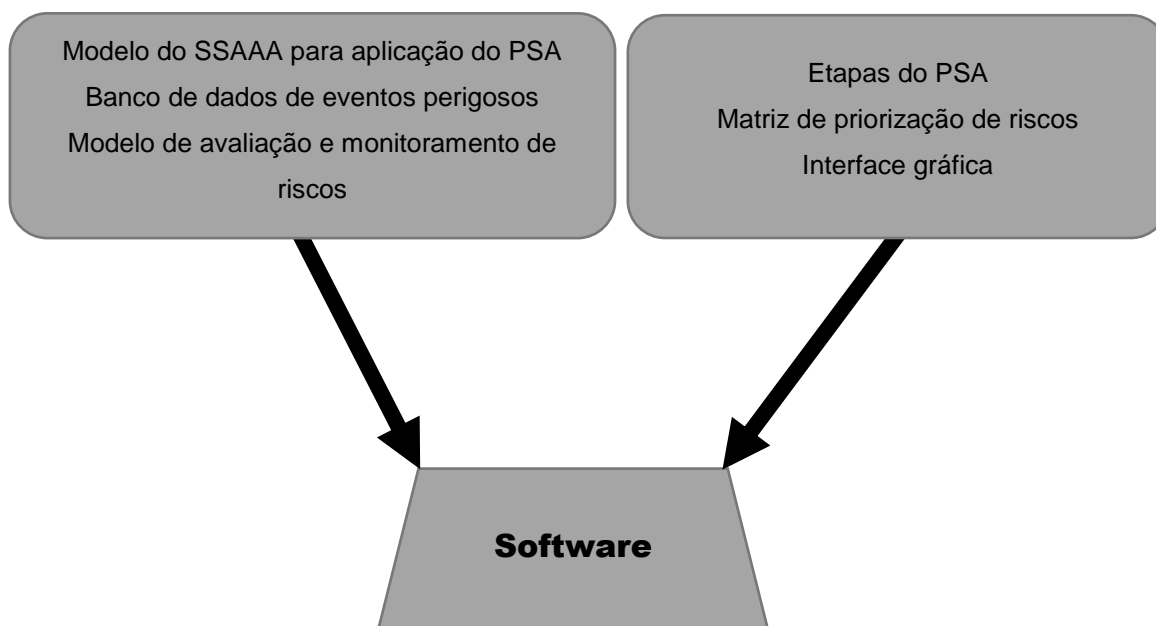 Modelo do SSAAA para aplicação do PSA
Banco de dados de eventos perigosos
Modelo de avaliação e monitoramento de
riscos
Etapas do PSA
Matriz de priorização de riscos
Interface gráfica
Software